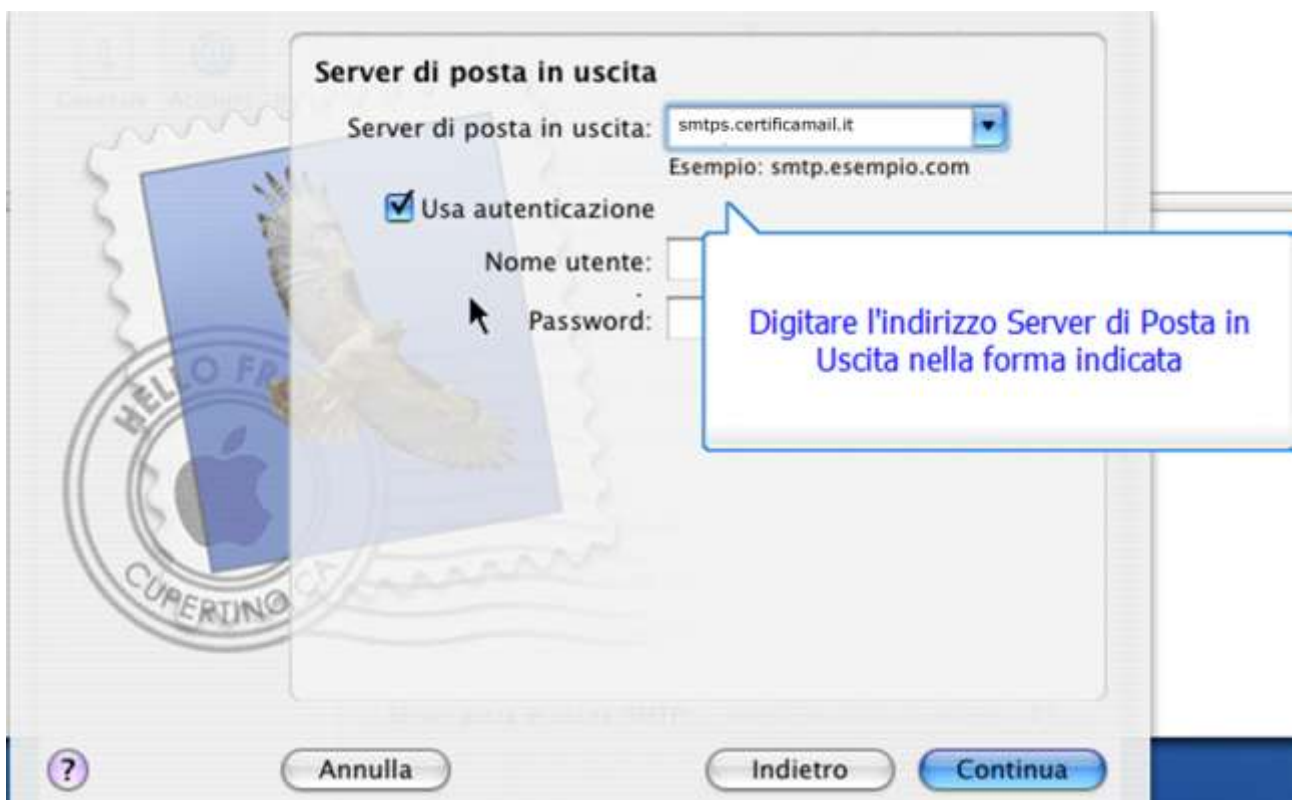 Server di posta in uscita
Server di posta in uscita: smtps.certificamail.it
Esempio: smtp.esempio.com
Usa autenticazione
Nome utente:
Password:
Digitare l'indirizzo Server di Posta in
Uscita nella forma indicata
HELLO FR
CUPERTINO CA
?
Annulla
Indietro
Continua